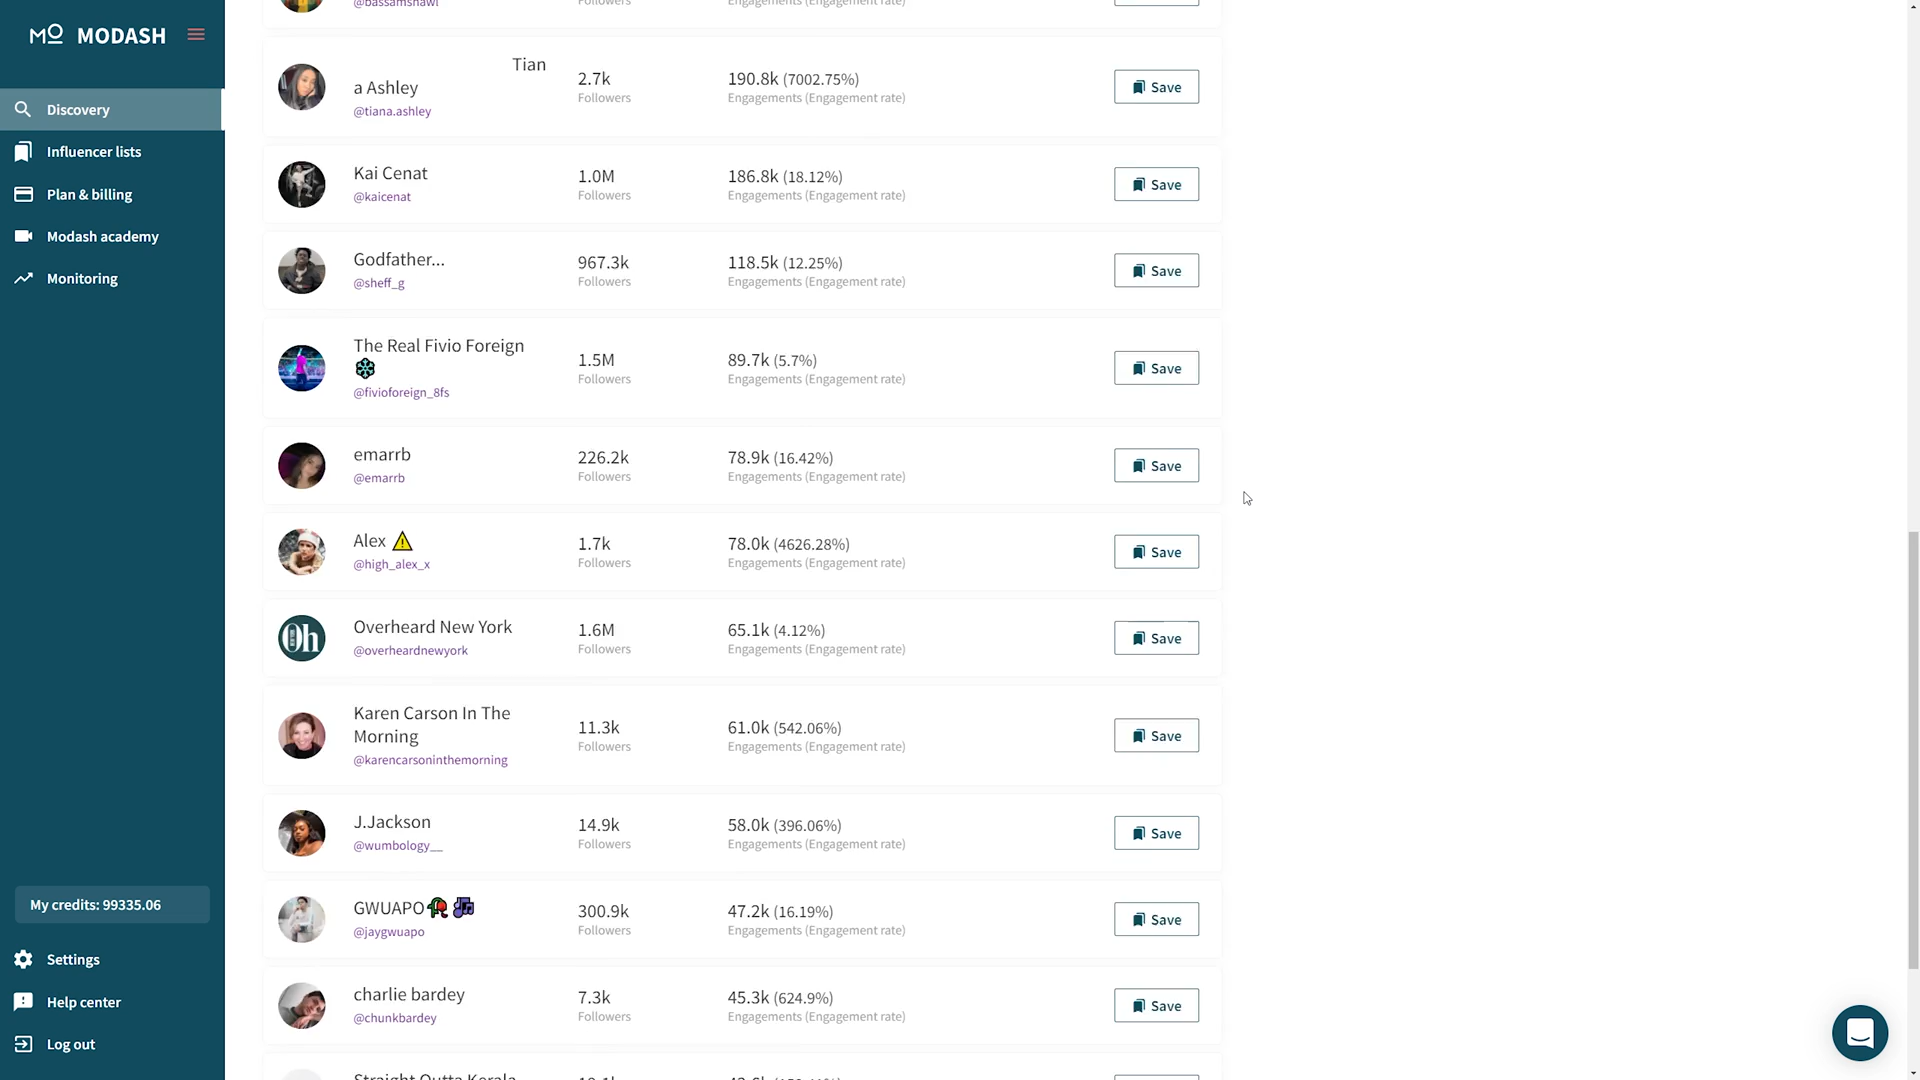 MO MODASH
Discovery
Influencer lists
Plan & billing
Modash academy
Monitoring
My credits: 99335.06
Settings
Help center
Log out
@bassamshawl
Followers
Engagements (Engagement rate)
Tian
a Ashley
@tiana.ashley
2.7k
Followers
190.8k (7002.75%)
Engagements (Engagement rate)
Save
Kai Cenat
@kaicenat
1.0M
Followers
186.8k (18.12%)
Engagements (Engagement rate)
Save
Godfather...
@sheff_g
967.3k
Followers
118.5k (12.25%)
Engagements (Engagement rate)
Save
The Real Fivio Foreign
@fivioforeign_8fs
1.5M
Followers
89.7k (5.7%)
Engagements (Engagement rate)
Save
emarrb
@emarrb
226.2k
Followers
78.9k (16.42%)
Engagements (Engagement rate)
Save
Alex ⚠
@high_alex_x
1.7k
Followers
78.0k (4626.28%)
Engagements (Engagement rate)
Save
Oh
Overheard New York
@overheardnewyork
1.6M
Followers
65.1k (4.12%)
Engagements (Engagement rate)
Save
Karen Carson In The
Morning
@karencarsoninthemorning
11.3k
Followers
61.0k (542.06%)
Engagements (Engagement rate)
Save
J.Jackson
@wumbology__
14.9k
Followers
58.0k (396.06%)
Engagements (Engagement rate)
Save
GWUAPO🥀🎶
@jaygwuapo
300.9k
Followers
47.2k (16.19%)
Engagements (Engagement rate)
Save
charlie bardey
@chunkbardey
7.3k
Followers
45.3k (624.9%)
Engagements (Engagement rate)
Save
Straight Outta Kerala